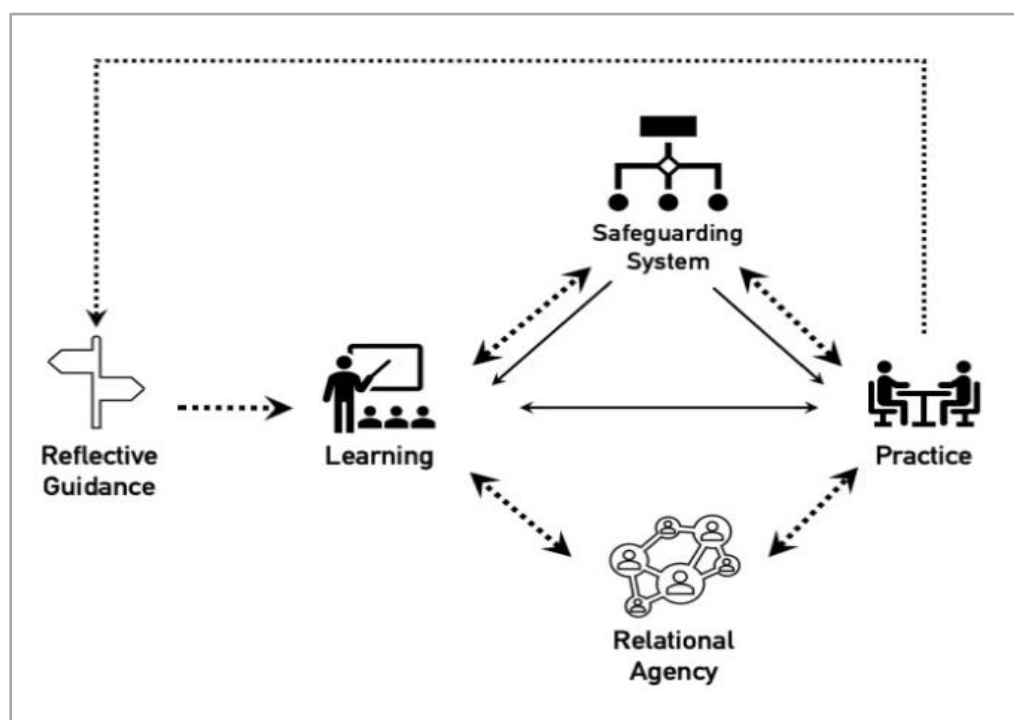 Safeguarding
System
Reflective
Guidance
Learning
Practice
Relational
Agency